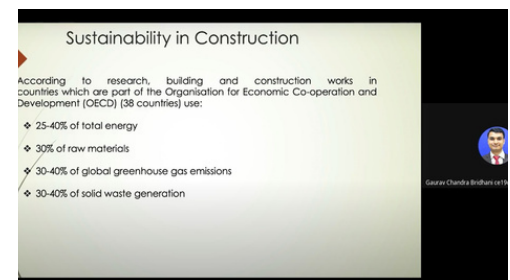 Sustainability in Construction
According to research, building and construction works in
countries which are part of the Organisation for Economic Co-operation and
Development (OECD) (38 countries) use:
❖ 25-40% of total energy
❖ 30% of raw materials
❖ 30-40% of global greenhouse gas emissions
❖ 30-40% of solid waste generation
Gaurav Chandra Bridhani ce19